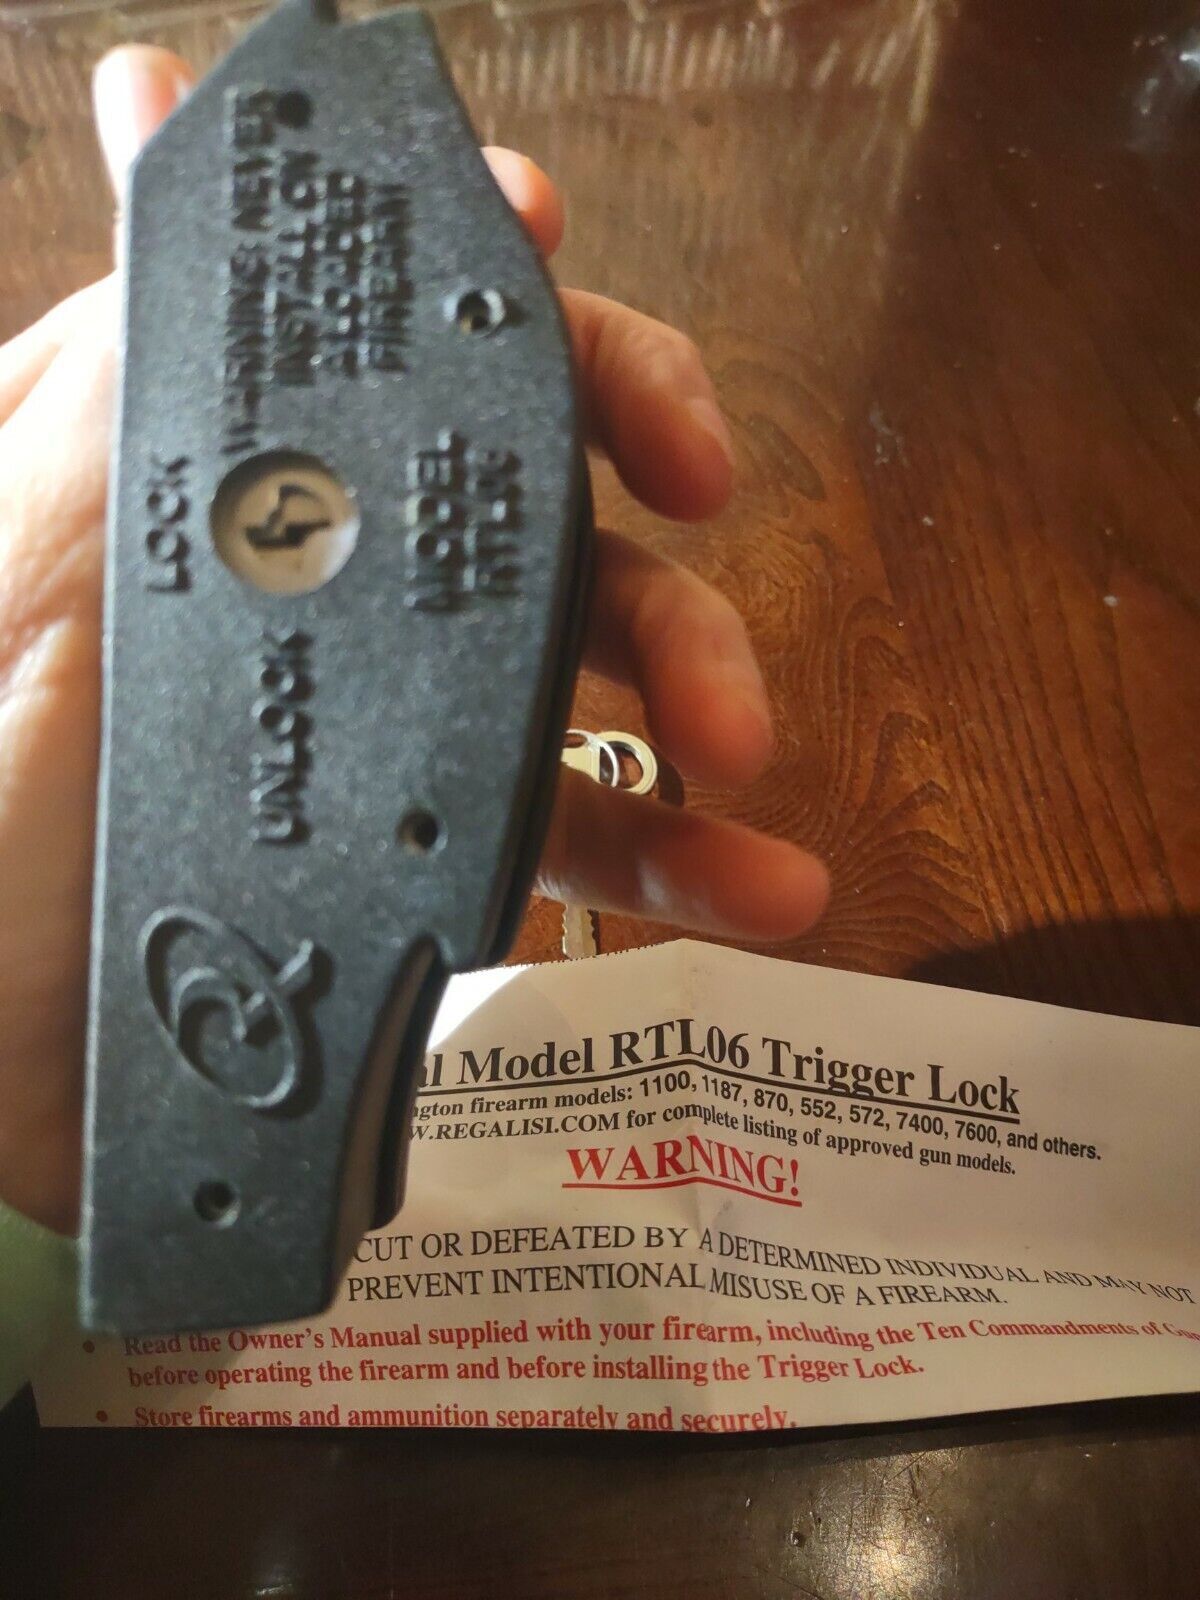 WARNING: NEVER
INSTALL ON
A LOADED
FIREARM
LOCK
UNLOCK
MODEL
RTL06
al Model RTL06 Trigger Lock
ngton firearm models: 1100, 1187, 870, 552, 572, 7400, 7600, and others.
W.REGALISI.COM for complete listing of approved gun models.
WARNING!
CUT OR DEFEATED BY A DETERMINED INDIVIDUAL AND MAY NOT
PREVENT INTENTIONAL MISUSE OF A FIREARM.
• Read the Owner's Manual supplied with your firearm, including the Ten Commandments of
before operating the firearm and before installing the Trigger Lock.
• Store firearms and ammunition separately and securely.